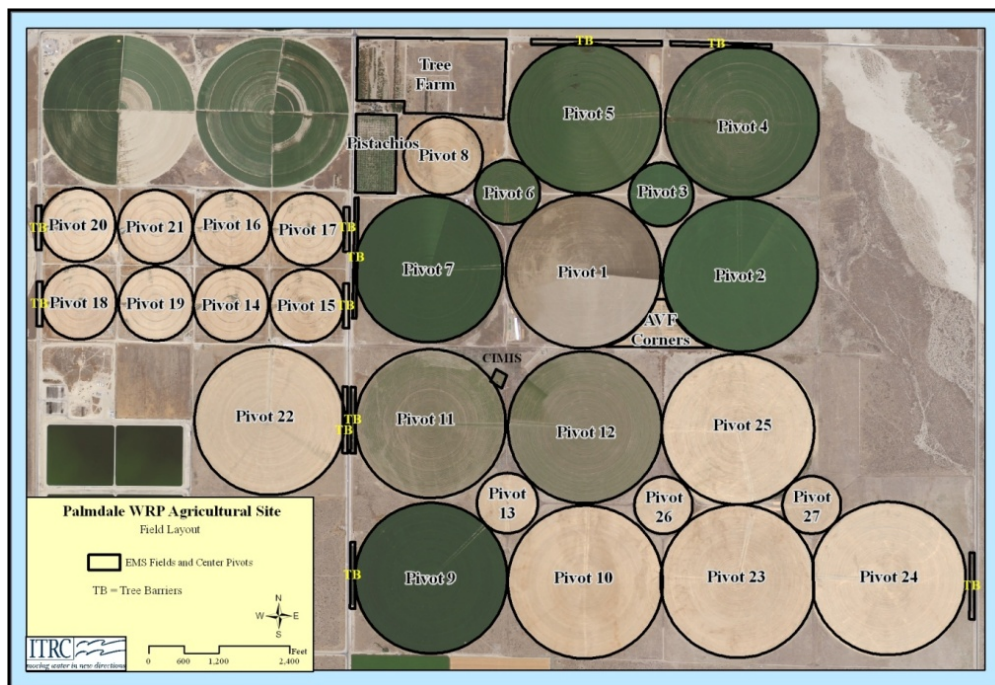 TB
TB
Tree
Farm
Pivot 5
Pivot 4
Pistachios
Pivot 8
Pivot 6
Pivot 3
Pivot 20
Pivot 21
Pivot 16
Pivot 17
TB
TB
TB
Pivot 7
Pivot 1
Pivot 2
Pivot 18
Pivot 19
Pivot 14
Pivot 15
TB
TB
AVF
Corners
CIMIS
Pivot 22
TB
TB
Pivot 11
Pivot 12
Pivot 25
Pivot
13
Pivot
26
Pivot
27
Pivot 9
TB
Pivot 10
Pivot 23
Pivot 24
TB
Palmdale WRP Agricultural Site
Field Layout
EMS Fields and Center Pivots
TB = Tree Barriers
N
W E
S
ITRC
moving water in new directions
Feet
0 600 1,200 2,400